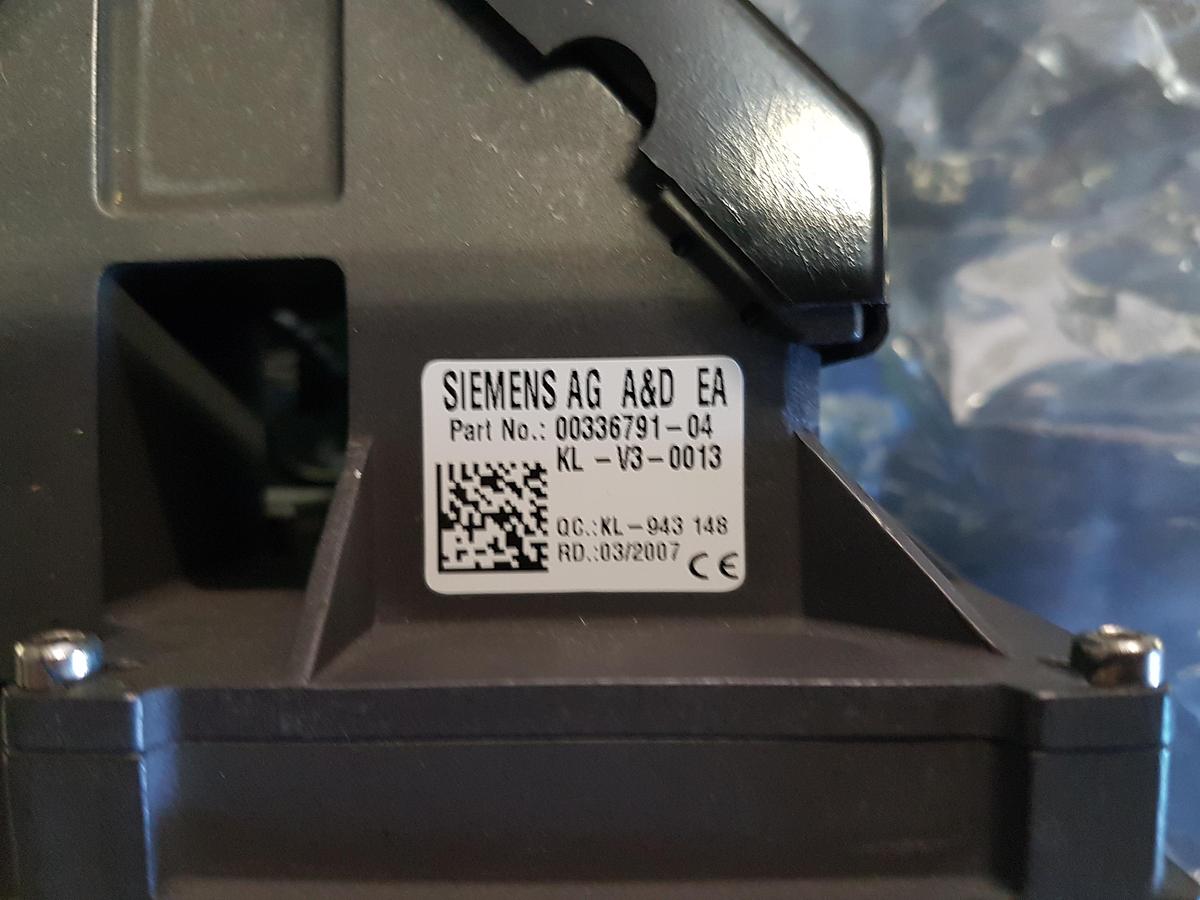 SIEMENS AG A&D EA
Part No.: 00336791-04
KL -V3-0013
QC.:KL-943 148
RD.:03/2007
CE